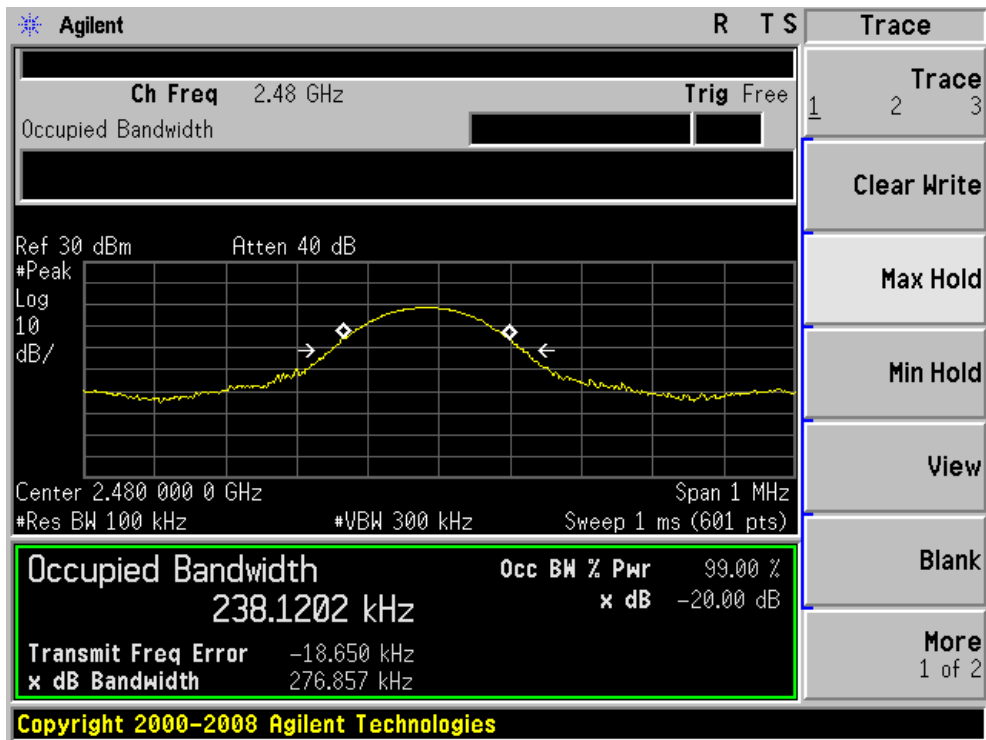 Agilent R T S Trace
Ch Freq 2.48 GHz Trig Free
Occupied Bandwidth
Trace
1 2 3
Clear Write
Max Hold
Min Hold
View
Blank
More
1 of 2
Ref 30 dBm Atten 40 dB
#Peak
Log
10
dB/
Center 2.480 000 0 GHz Span 1 MHz
#Res BW 100 kHz #VBW 300 kHz Sweep 1 ms (601 pts)
Occupied Bandwidth Occ BW % Pwr 99.00 %
238.1202 kHz x dB -20.00 dB
Transmit Freq Error -18.650 kHz
x dB Bandwidth 276.857 kHz
Copyright 2000-2008 Agilent Technologies